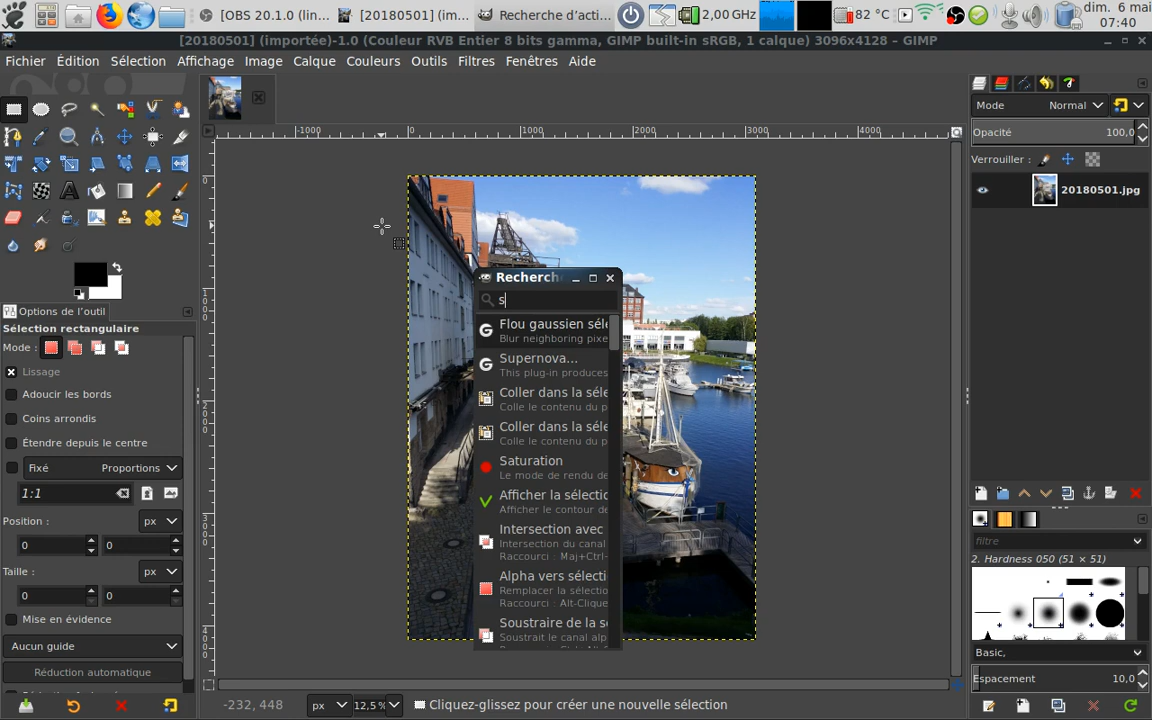 [OBS 20.1.0 (lin...
[20180501] (im...
Recherche d'acti...
2,00 GHz
82 °C
dim. 6 mai
07:40
[20180501] (importée)-1.0 (Couleur RVB Entier 8 bits gamma, GIMP built-in sRGB, 1 calque) 3096x4128 – GIMP
Fichier Édition Sélection Affichage Image Calque Couleurs Outils Filtres Fenêtres Aide
-1000 0 1000 2000 3000 4000
Options de l'outil
Sélection rectangulaire
Mode :
Lissage
Adoucir les bords
Coins arrondis
Étendre depuis le centre
Fixé Proportions
1:1
Position : px
0 0
Taille : px
0 0
Mise en évidence
Aucun guide
Réduction automatique
Recherche
s
Flou gaussien séle
Blur neighboring pixe
Supernova...
This plug-in produces
Coller dans la séle
Colle le contenu du p
Coller dans la séle
Colle le contenu du p
Saturation
Le mode de rendu de
Afficher la sélectio
Afficher le contour de
Intersection avec
Intersection du canal
Raccourci : Maj+Ctrl-
Alpha vers sélecti
Remplacer la sélectio
Raccourci : Alt-Clique
Soustraire de la s
Soustrait le canal alp
Mode Normal
Opacité 100,0
Verrouiller :
20180501.jpg
filtre
2. Hardness 050 (51 × 51)
Basic,
Espacement 10,0
-232, 448
px
12,5 %
Cliquez-glissez pour créer une nouvelle sélection